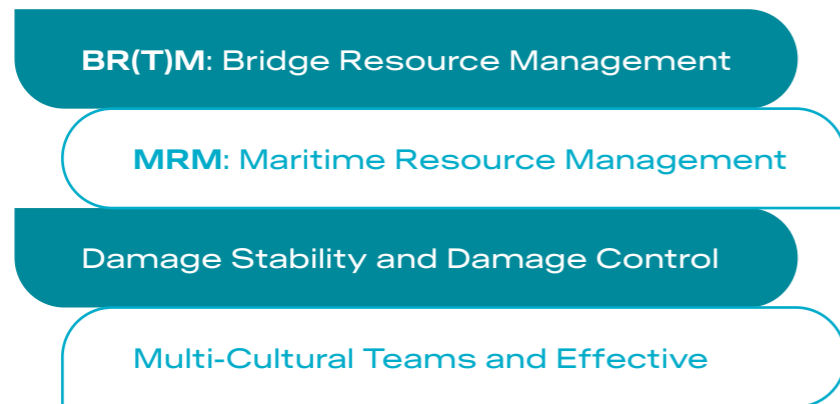 BR(T)M: Bridge Resource Management
MRM: Maritime Resource Management
Damage Stability and Damage Control
Multi-Cultural Teams and Effective